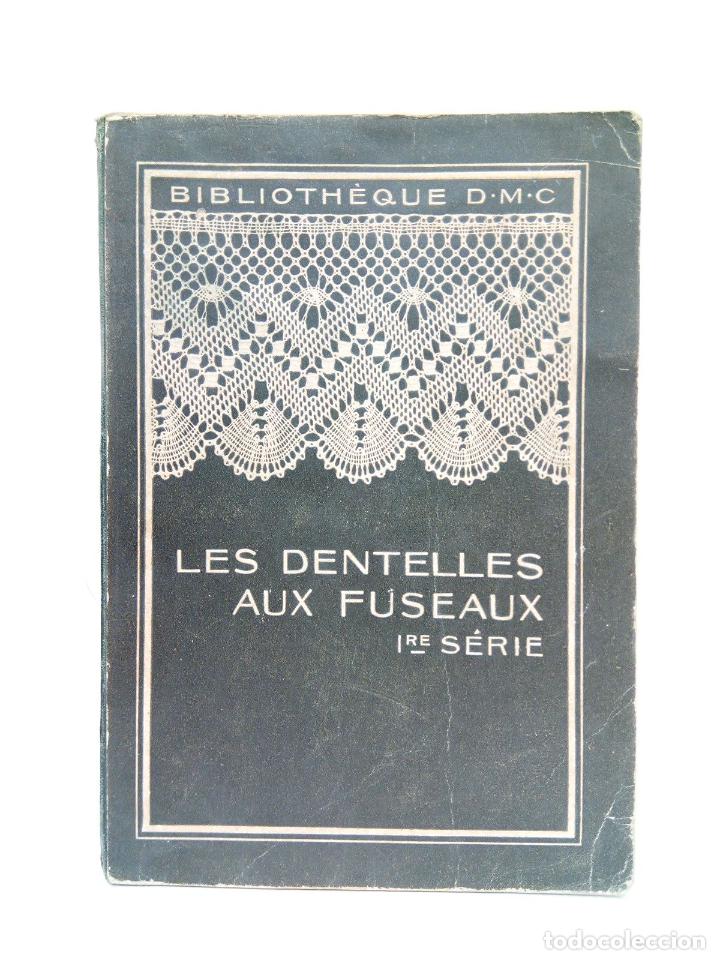 BIBLIOTHÈQUE D·M·C
LES DENTELLES
AUX FUSEAUX
1RE SÉRIE
todocoleccion